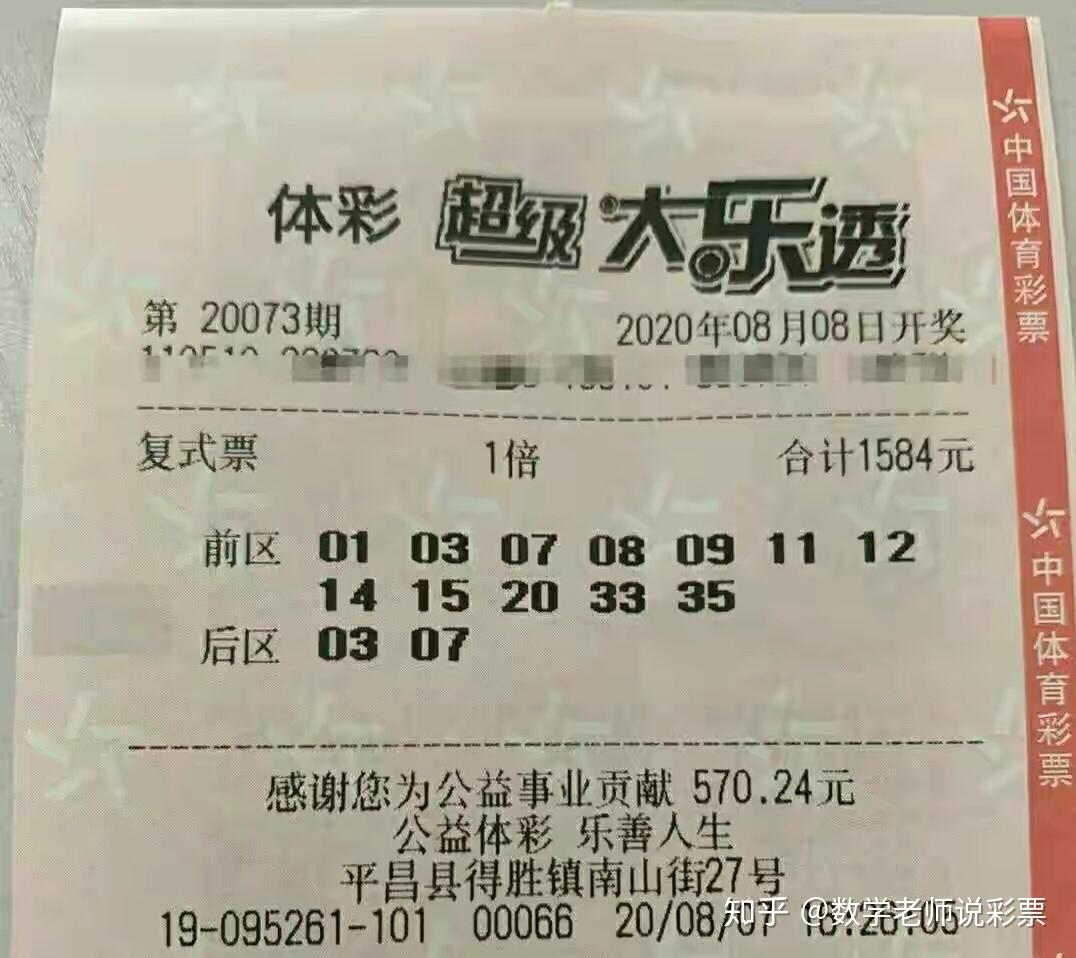 体彩 超级大乐透
第 20073期 2020年08月08日开奖
复式票 1倍 合计1584元
前区 01 03 07 08 09 11 12
14 15 20 33 35
后区 03 07
感谢您为公益事业贡献 570.24元
公益体彩 乐善人生
平昌县得胜镇南山街27号
19-095261-101 00066 20/08/07
知乎 @数学老师说彩票
中国体育彩票
中国体育彩票